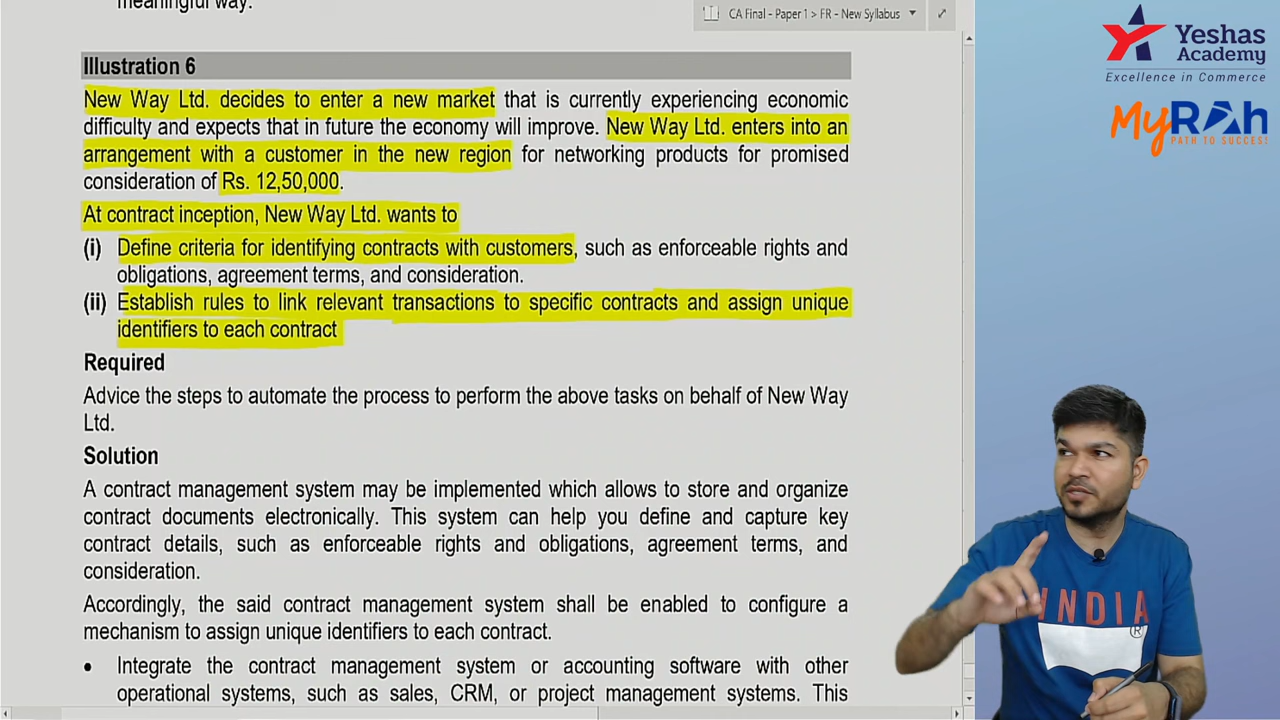 meaningful way.
CA Final - Paper 1 > FR - New Syllabus
Yeshas
Academy
Excellence in Commerce
MyRAh
PATH TO SUCCESS
Illustration 6
New Way Ltd. decides to enter a new market that is currently experiencing economic
difficulty and expects that in future the economy will improve. New Way Ltd. enters into an
arrangement with a customer in the new region for networking products for promised
consideration of Rs. 12,50,000.
At contract inception, New Way Ltd. wants to
(i) Define criteria for identifying contracts with customers, such as enforceable rights and
obligations, agreement terms, and consideration.
(ii) Establish rules to link relevant transactions to specific contracts and assign unique
identifiers to each contract
Required
Advice the steps to automate the process to perform the above tasks on behalf of New Way
Ltd.
Solution
A contract management system may be implemented which allows to store and organize
contract documents electronically. This system can help you define and capture key
contract details, such as enforceable rights and obligations, agreement terms, and
consideration.
Accordingly, the said contract management system shall be enabled to configure a
mechanism to assign unique identifiers to each contract.
• Integrate the contract management system or accounting software with other
operational systems, such as sales, CRM, or project management systems. This
INDIA
®